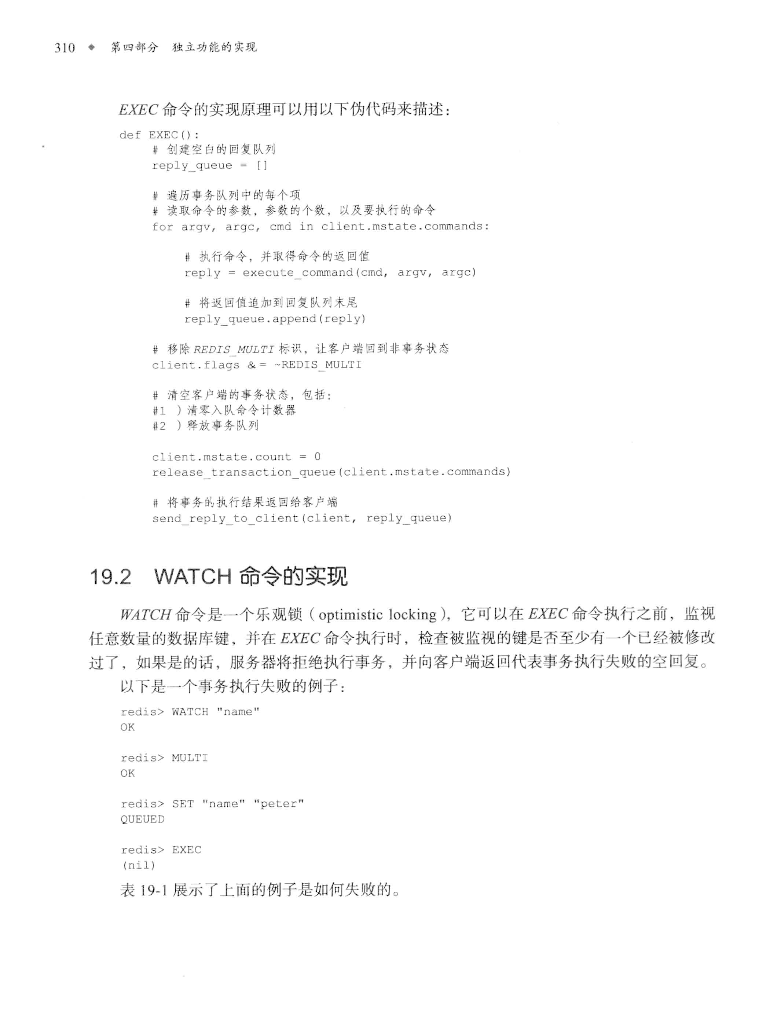 310 ◆ 第四部分 独立功能的实现
EXEC 命令的实现原理可以用以下伪代码来描述：
def EXEC():
# 创建空白的回复队列
reply_queue = []
# 遍历事务队列中的每个项
# 读取命令的参数，参数的个数，以及要执行的命令
for argv, argc, cmd in client.mstate.commands:
# 执行命令，并取得命令的返回值
reply = execute_command(cmd, argv, argc)
# 将返回值追加到回复队列末尾
reply_queue.append(reply)
# 移除 REDIS_MULTI 标识，让客户端回到非事务状态
client.flags & = ~REDIS_MULTI
# 清空客户端的事务状态，包括：
#1 ）清零入队命令计数器
#2 ）释放事务队列
client.mstate.count = 0
release_transaction_queue(client.mstate.commands)
# 将事务的执行结果返回给客户端
send_reply_to_client(client, reply_queue)
19.2 WATCH 命令的实现
WATCH 命令是一个乐观锁（optimistic locking），它可以在 EXEC 命令执行之前，监视
任意数量的数据库键，并在 EXEC 命令执行时，检查被监视的键是否至少有一个已经被修改
过了，如果是的话，服务器将拒绝执行事务，并向客户端返回代表事务执行失败的空回复。
以下是一个事务执行失败的例子：
redis> WATCH "name"
OK
redis> MULTI
OK
redis> SET "name" "peter"
QUEUED
redis> EXEC
(nil)
表 19-1 展示了上面的例子是如何失败的。